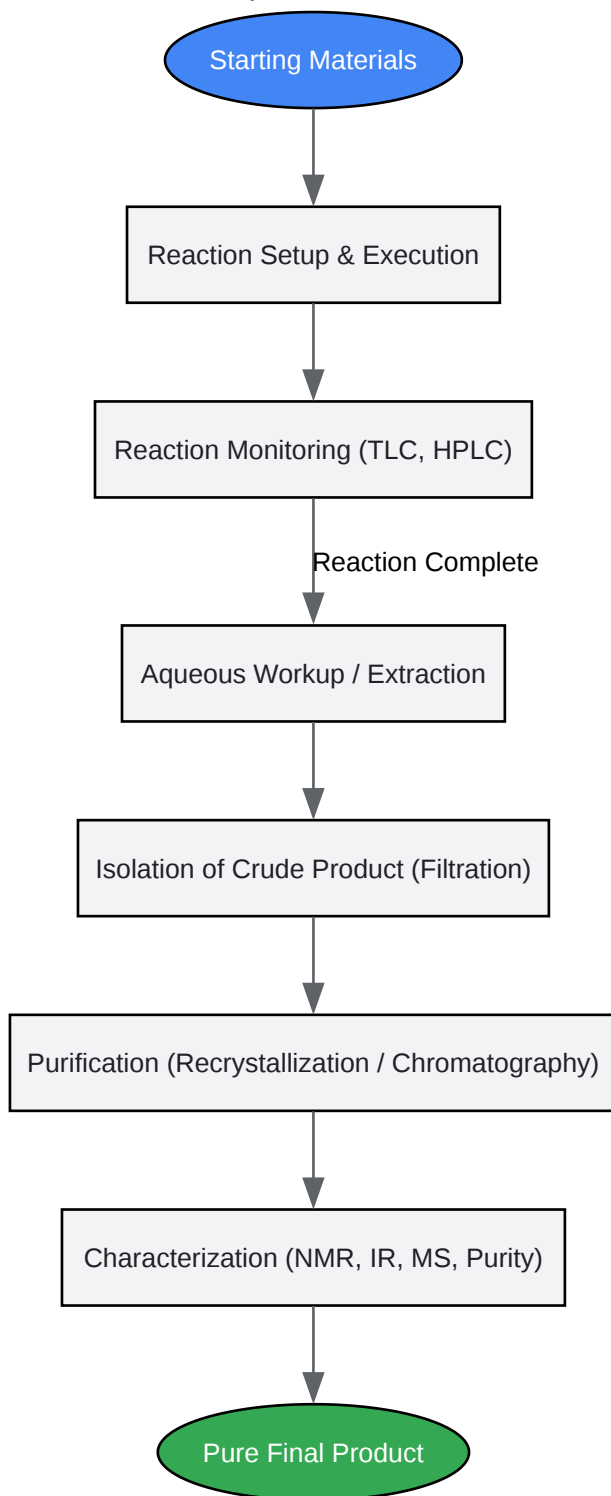 Starting Materials
Reaction Setup & Execution
Reaction Monitoring (TLC, HPLC)
Reaction Complete
Aqueous Workup / Extraction
Isolation of Crude Product (Filtration)
Purification (Recrystallization / Chromatography)
Characterization (NMR, IR, MS, Purity)
Pure Final Product